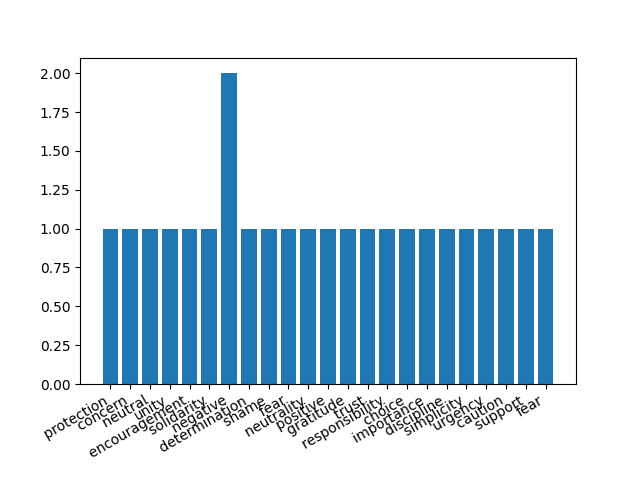 2.00
1.75
1.50
1.25
1.00
0.75
0.50
0.25
0.00
protection
concern
neutral
unity
encouragement
solidarity
negative
determination
shame
fear
neutrality
positive
gratitude
trust
responsibility
choice
importance
discipline
simplicity
urgency
caution
support
fear